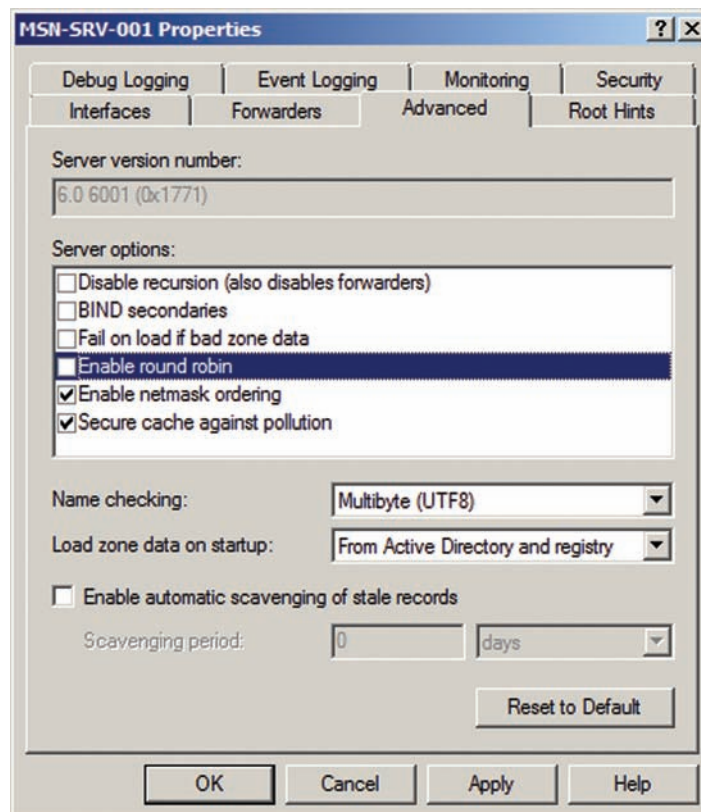 MSN-SRV-001 Properties
Debug Logging Event Logging Monitoring Security
Interfaces Forwarders Advanced Root Hints
Server version number:
6.0 6001 (0x1771)
Server options:
Disable recursion (also disables forwarders)
BIND secondaries
Fail on load if bad zone data
Enable round robin
Enable netmask ordering
Secure cache against pollution
Name checking: Multibyte (UTF8)
Load zone data on startup: From Active Directory and registry
Enable automatic scavenging of stale records
Scavenging period: 0 days
Reset to Default
OK Cancel Apply Help